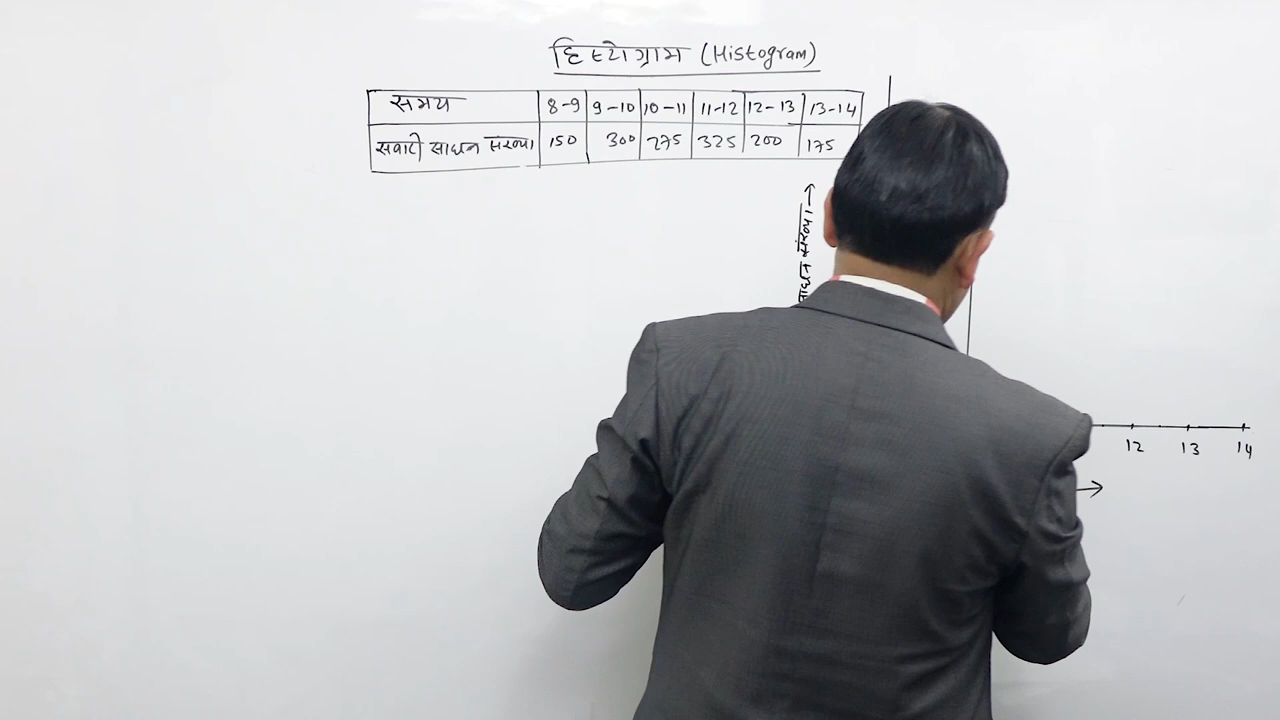 हिस्टोग्राम (Histogram)
समय 8-9 9-10 10-11 11-12 12-13 13-14
सवारी साधन संख्या 150 300 275 325 200 175
साधन संख्या →
12 13 14
→